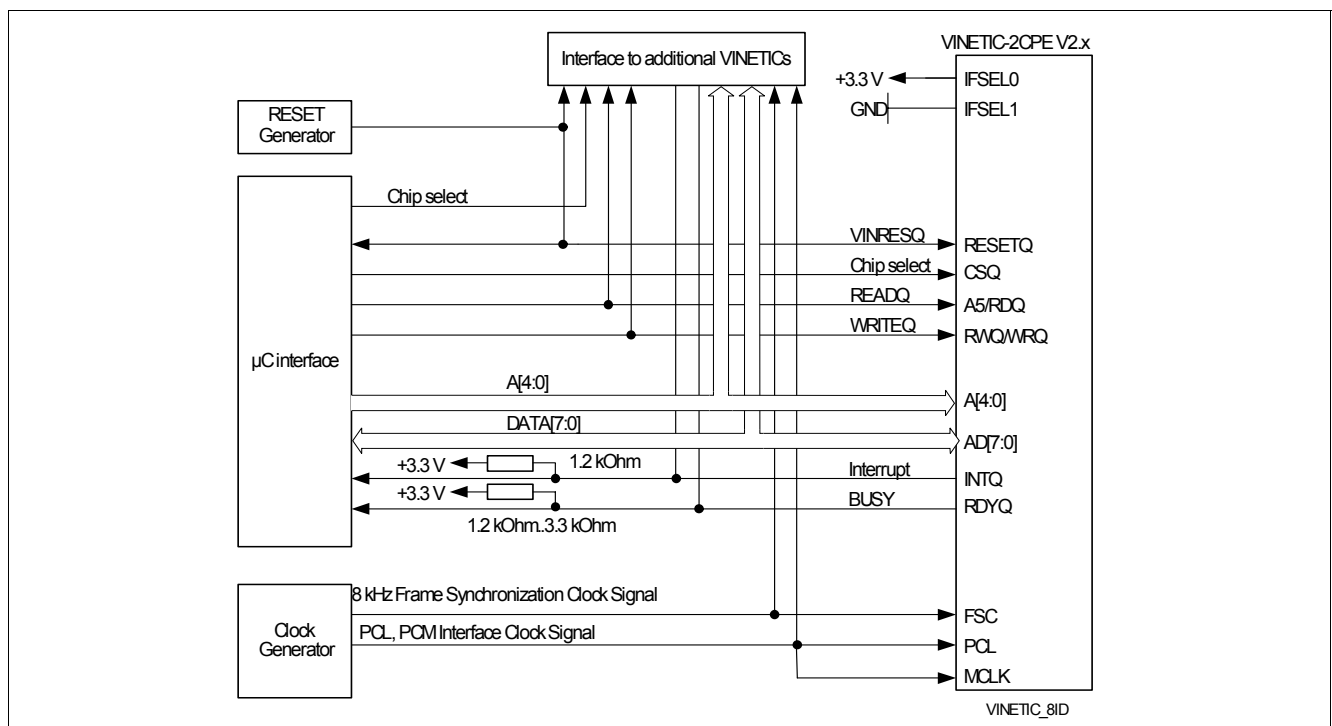 Interface to additional VINETICs
VINETIC-2CPE V2.x
+3.3 V
IFSEL0
GND
IFSEL1
RESET
Generator
Chip select
VINRESQ
RESETQ
Chip select
CSQ
READQ
A5/RDQ
WRITEQ
RWQ/WRQ
µC interface
A[4:0]
A[4:0]
DATA[7:0]
AD[7:0]
+3.3 V
1.2 kOhm
Interrupt
INTQ
+3.3 V
BUSY
RDYQ
1.2 kOhm..3.3 kOhm
8 kHz Frame Synchronization Clock Signal
FSC
Clock
Generator
PCL, PCM Interface Clock Signal
PCL
MCLK
VINETIC_8ID